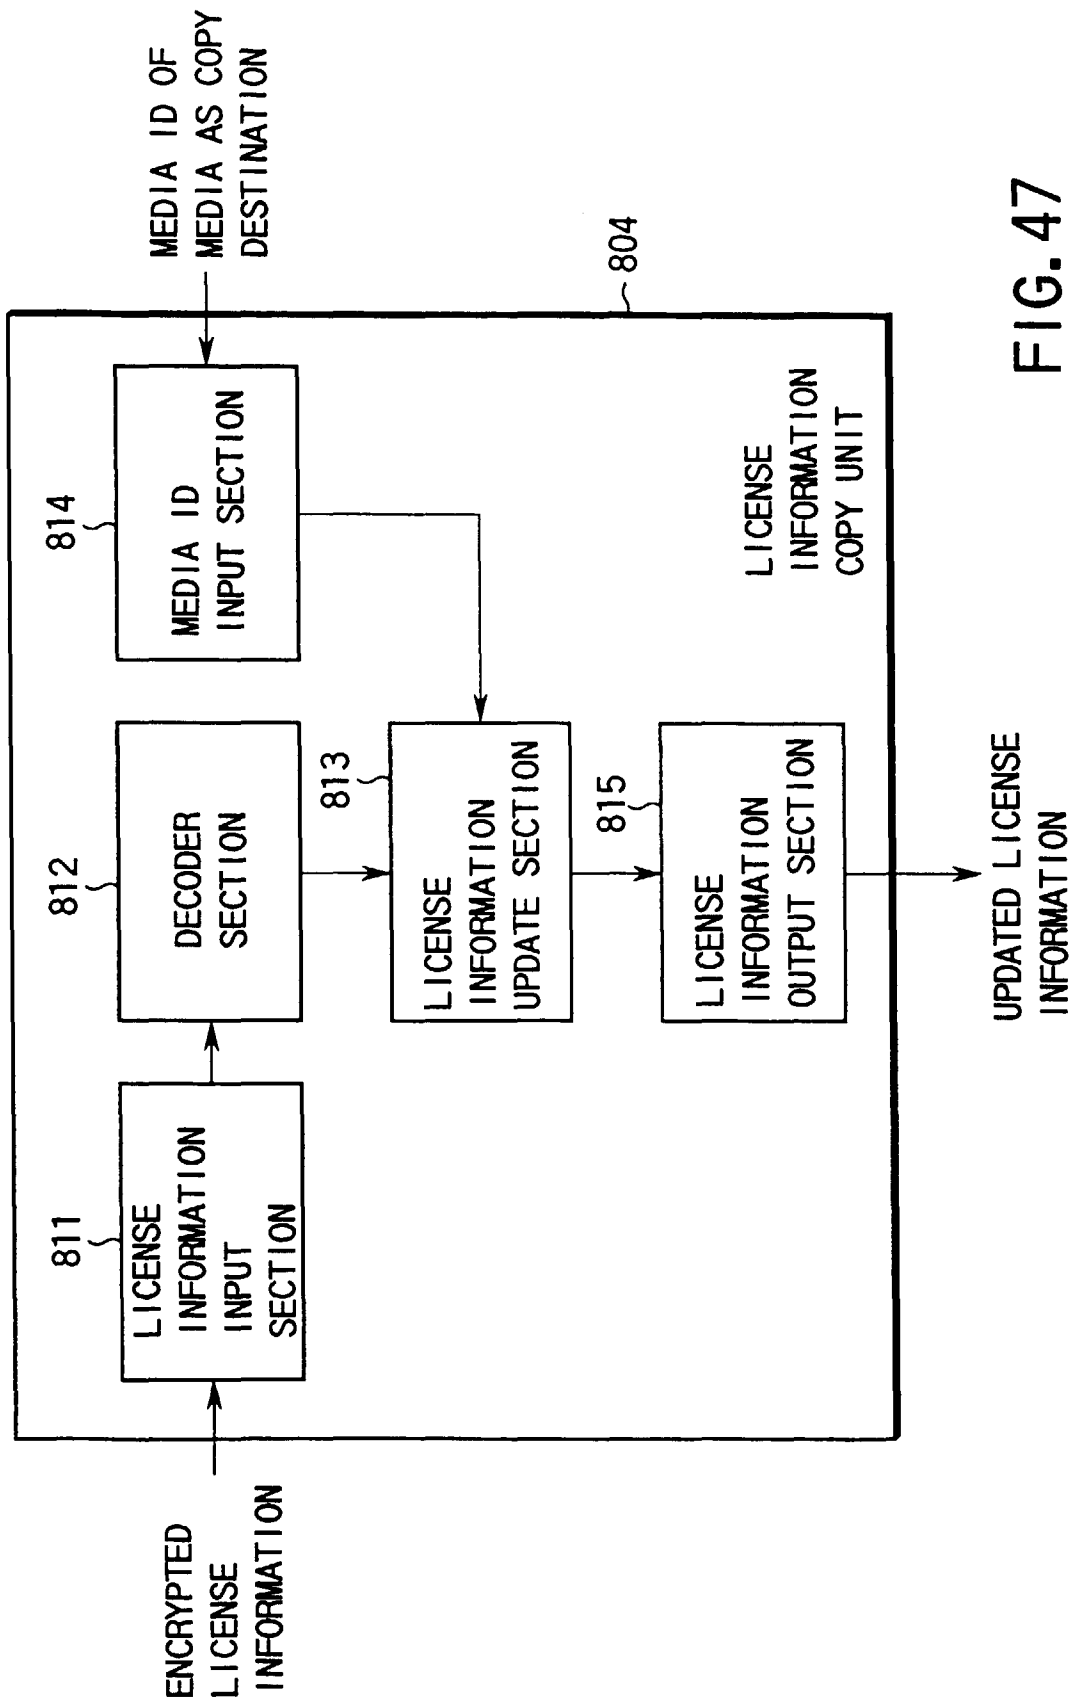 ENCRYPTED
LICENSE
INFORMATION
811
LICENSE
INFORMATION
INPUT
SECTION
812
DECODER
SECTION
814
MEDIA ID
INPUT SECTION
MEDIA ID OF
MEDIA AS COPY
DESTINATION
813
LICENSE
INFORMATION
UPDATE SECTION
815
LICENSE
INFORMATION
OUTPUT SECTION
LICENSE
INFORMATION
COPY UNIT
804
UPDATED LICENSE
INFORMATION
FIG. 47